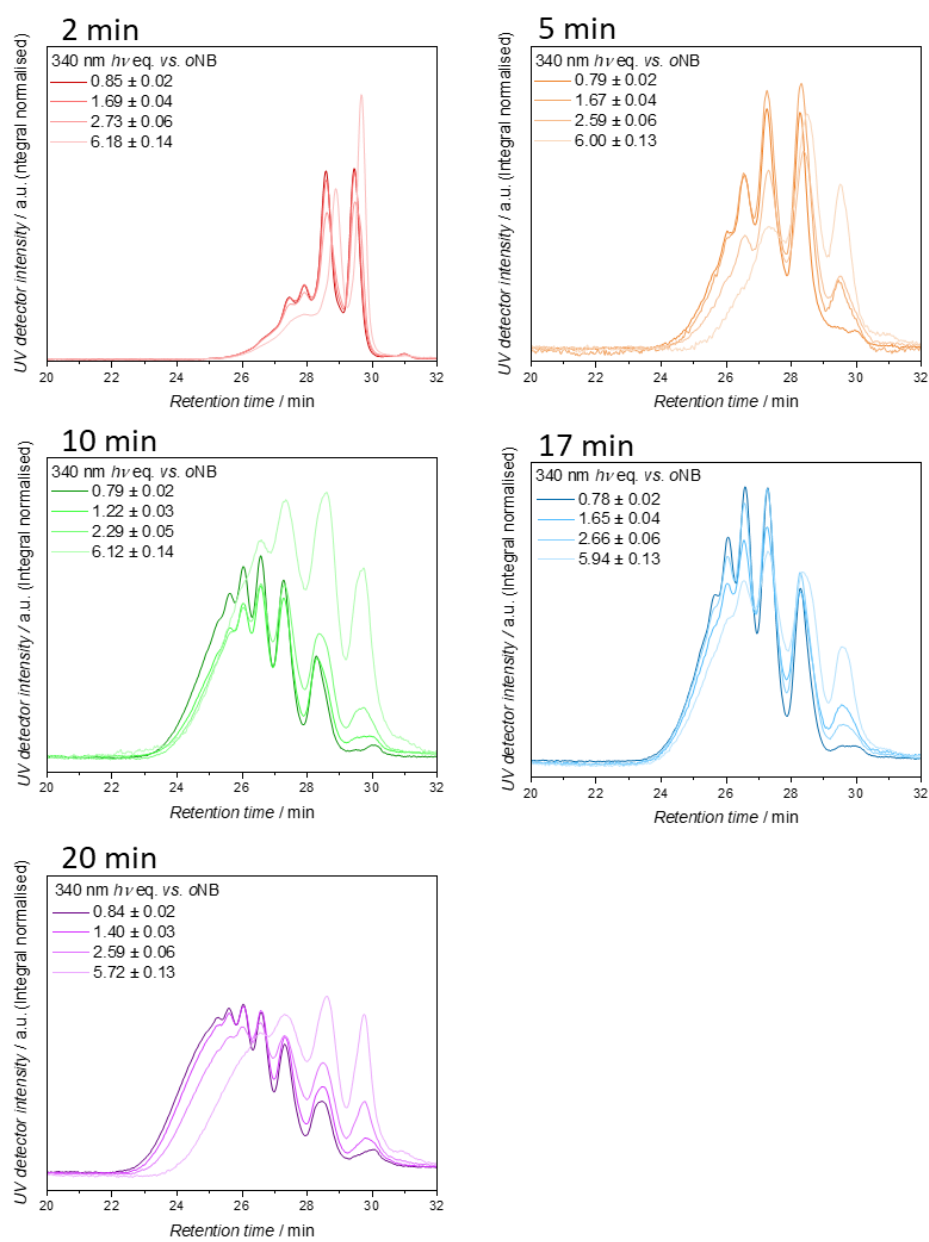 2 min
UV detector intensity / a.u. (ntegral normalised)
340 nm hν eq. vs. oNB
0.85 ± 0.02
1.69 ± 0.04
2.73 ± 0.06
6.18 ± 0.14
20 22 24 26 28 30 32
Retention time / min
5 min
UV detector intensity / a.u. (Integral normalised)
340 nm hν eq. vs. oNB
0.79 ± 0.02
1.67 ± 0.04
2.59 ± 0.06
6.00 ± 0.13
20 22 24 26 28 30 32
Retention time / min
10 min
UV detector intensity / a.u. (Integral normalised)
340 nm hν eq. vs. oNB
0.79 ± 0.02
1.22 ± 0.03
2.29 ± 0.05
6.12 ± 0.14
20 22 24 26 28 30 32
Retention time / min
17 min
UV detector intensity / a.u. (Integral normalised)
340 nm hν eq. vs. oNB
0.78 ± 0.02
1.65 ± 0.04
2.66 ± 0.06
5.94 ± 0.13
20 22 24 26 28 30 32
Retention time / min
20 min
UV detector intensity / a.u. (Integral normalised)
340 nm hν eq. vs. oNB
0.84 ± 0.02
1.40 ± 0.03
2.59 ± 0.06
5.72 ± 0.13
20 22 24 26 28 30 32
Retention time / min